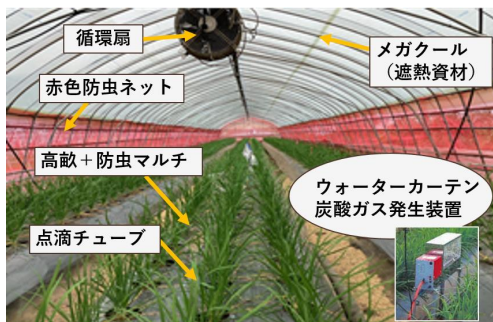 循環扇
メガクール
（遮熱資材）
赤色防虫ネット
高畝＋防虫マルチ
ウォーターカーテン
炭酸ガス発生装置
点滴チューブ